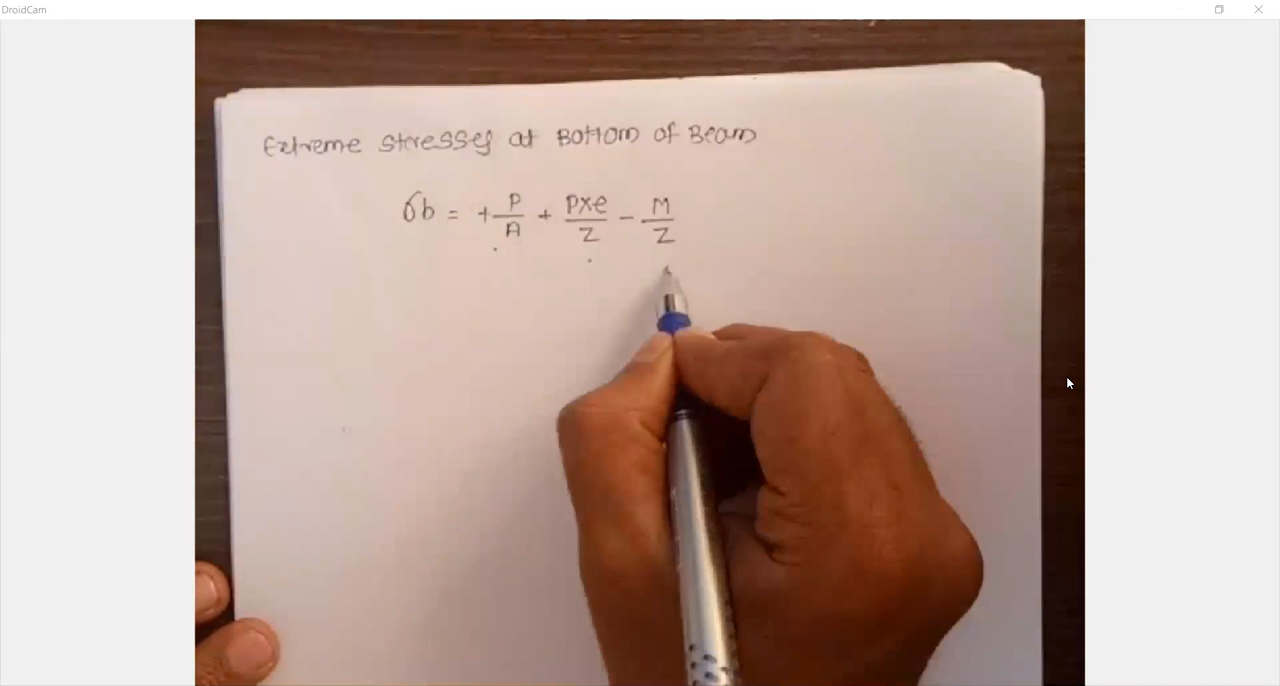 DroidCam
Extreme Stresses at Bottom of Beam
σb = + P/A + P×e/Z - M/Z